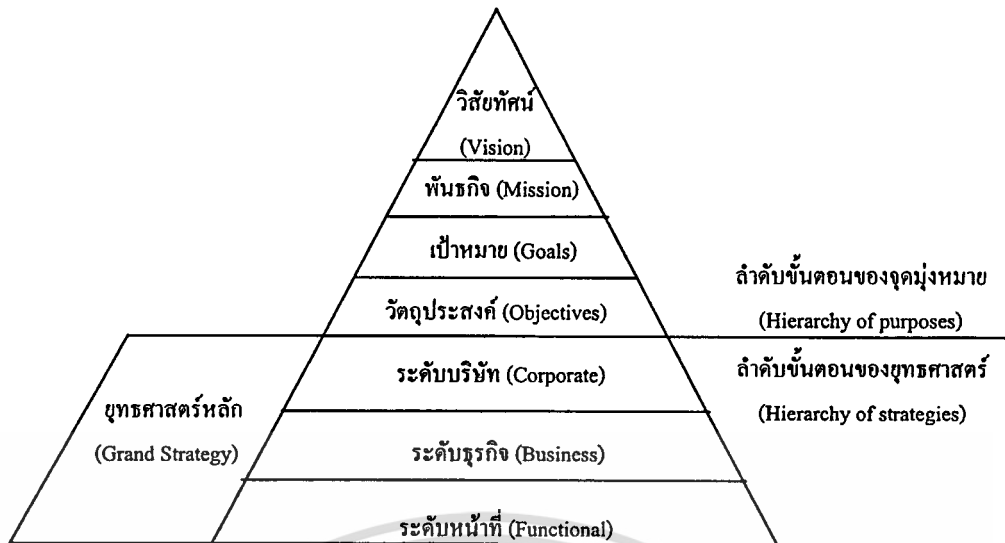 วิสัยทัศน์
(Vision)
พันธกิจ (Mission)
เป้าหมาย (Goals)
วัตถุประสงค์ (Objectives)
ลำดับขั้นตอนของจุดมุ่งหมาย
(Hierarchy of purposes)
ระดับบริษัท (Corporate)
ลำดับขั้นตอนของยุทธศาสตร์
(Hierarchy of strategies)
ยุทธศาสตร์หลัก
(Grand Strategy)
ระดับธุรกิจ (Business)
ระดับหน้าที่ (Functional)